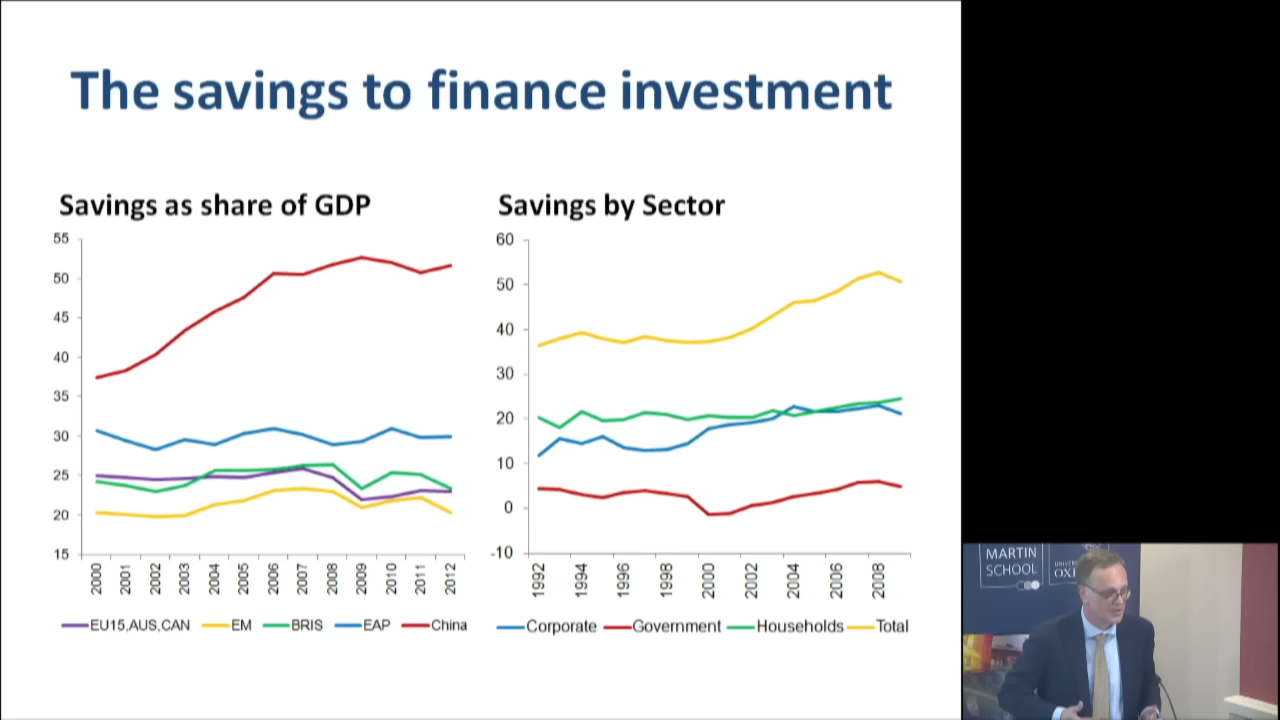 The savings to finance investment
Savings as share of GDP
55
50
45
40
35
30
25
20
15
2000 2001 2002 2003 2004 2005 2006 2007 2008 2009 2010 2011 2012
EU15,AUS,CAN EM BRIS EAP China
Savings by Sector
60
50
40
30
20
10
0
-10
1992 1994 1996 1998 2000 2002 2004 2006 2008
Corporate Government Households Total
MARTIN
SCHOOL